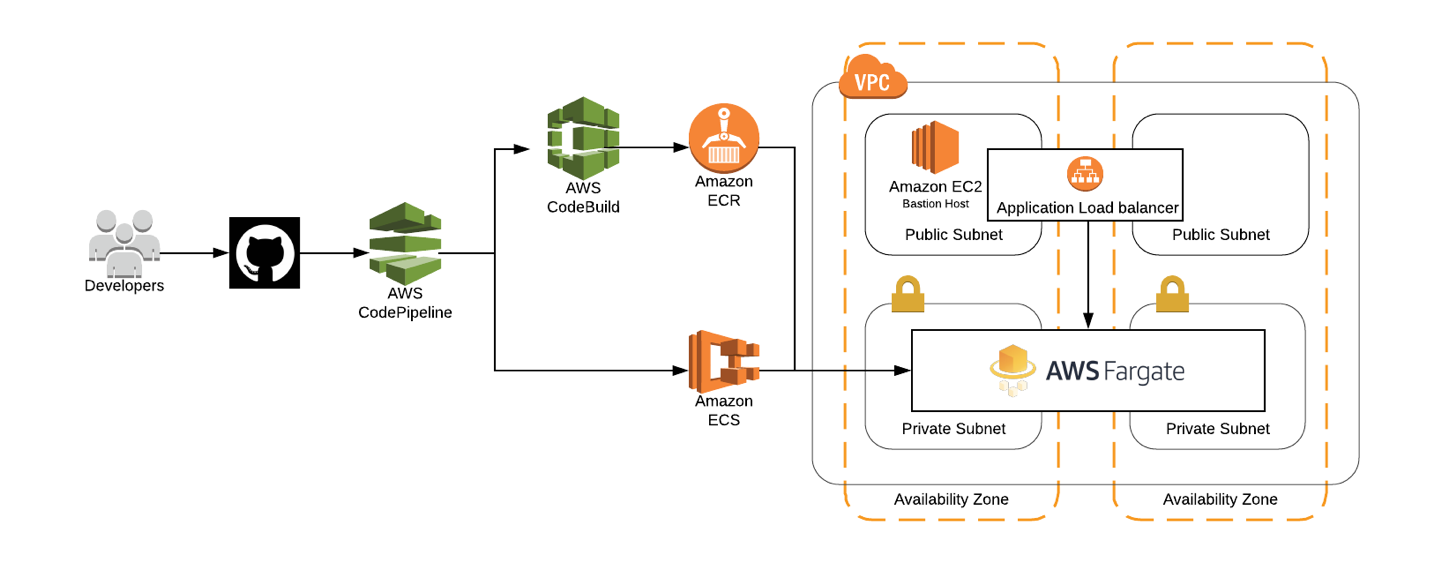 Developers
AWS
CodePipeline
AWS
CodeBuild
Amazon
ECR
Amazon
ECS
VPC
Amazon EC2
Bastion Host
Application Load balancer
Public Subnet
Public Subnet
AWS Fargate
Private Subnet
Private Subnet
Availability Zone
Availability Zone